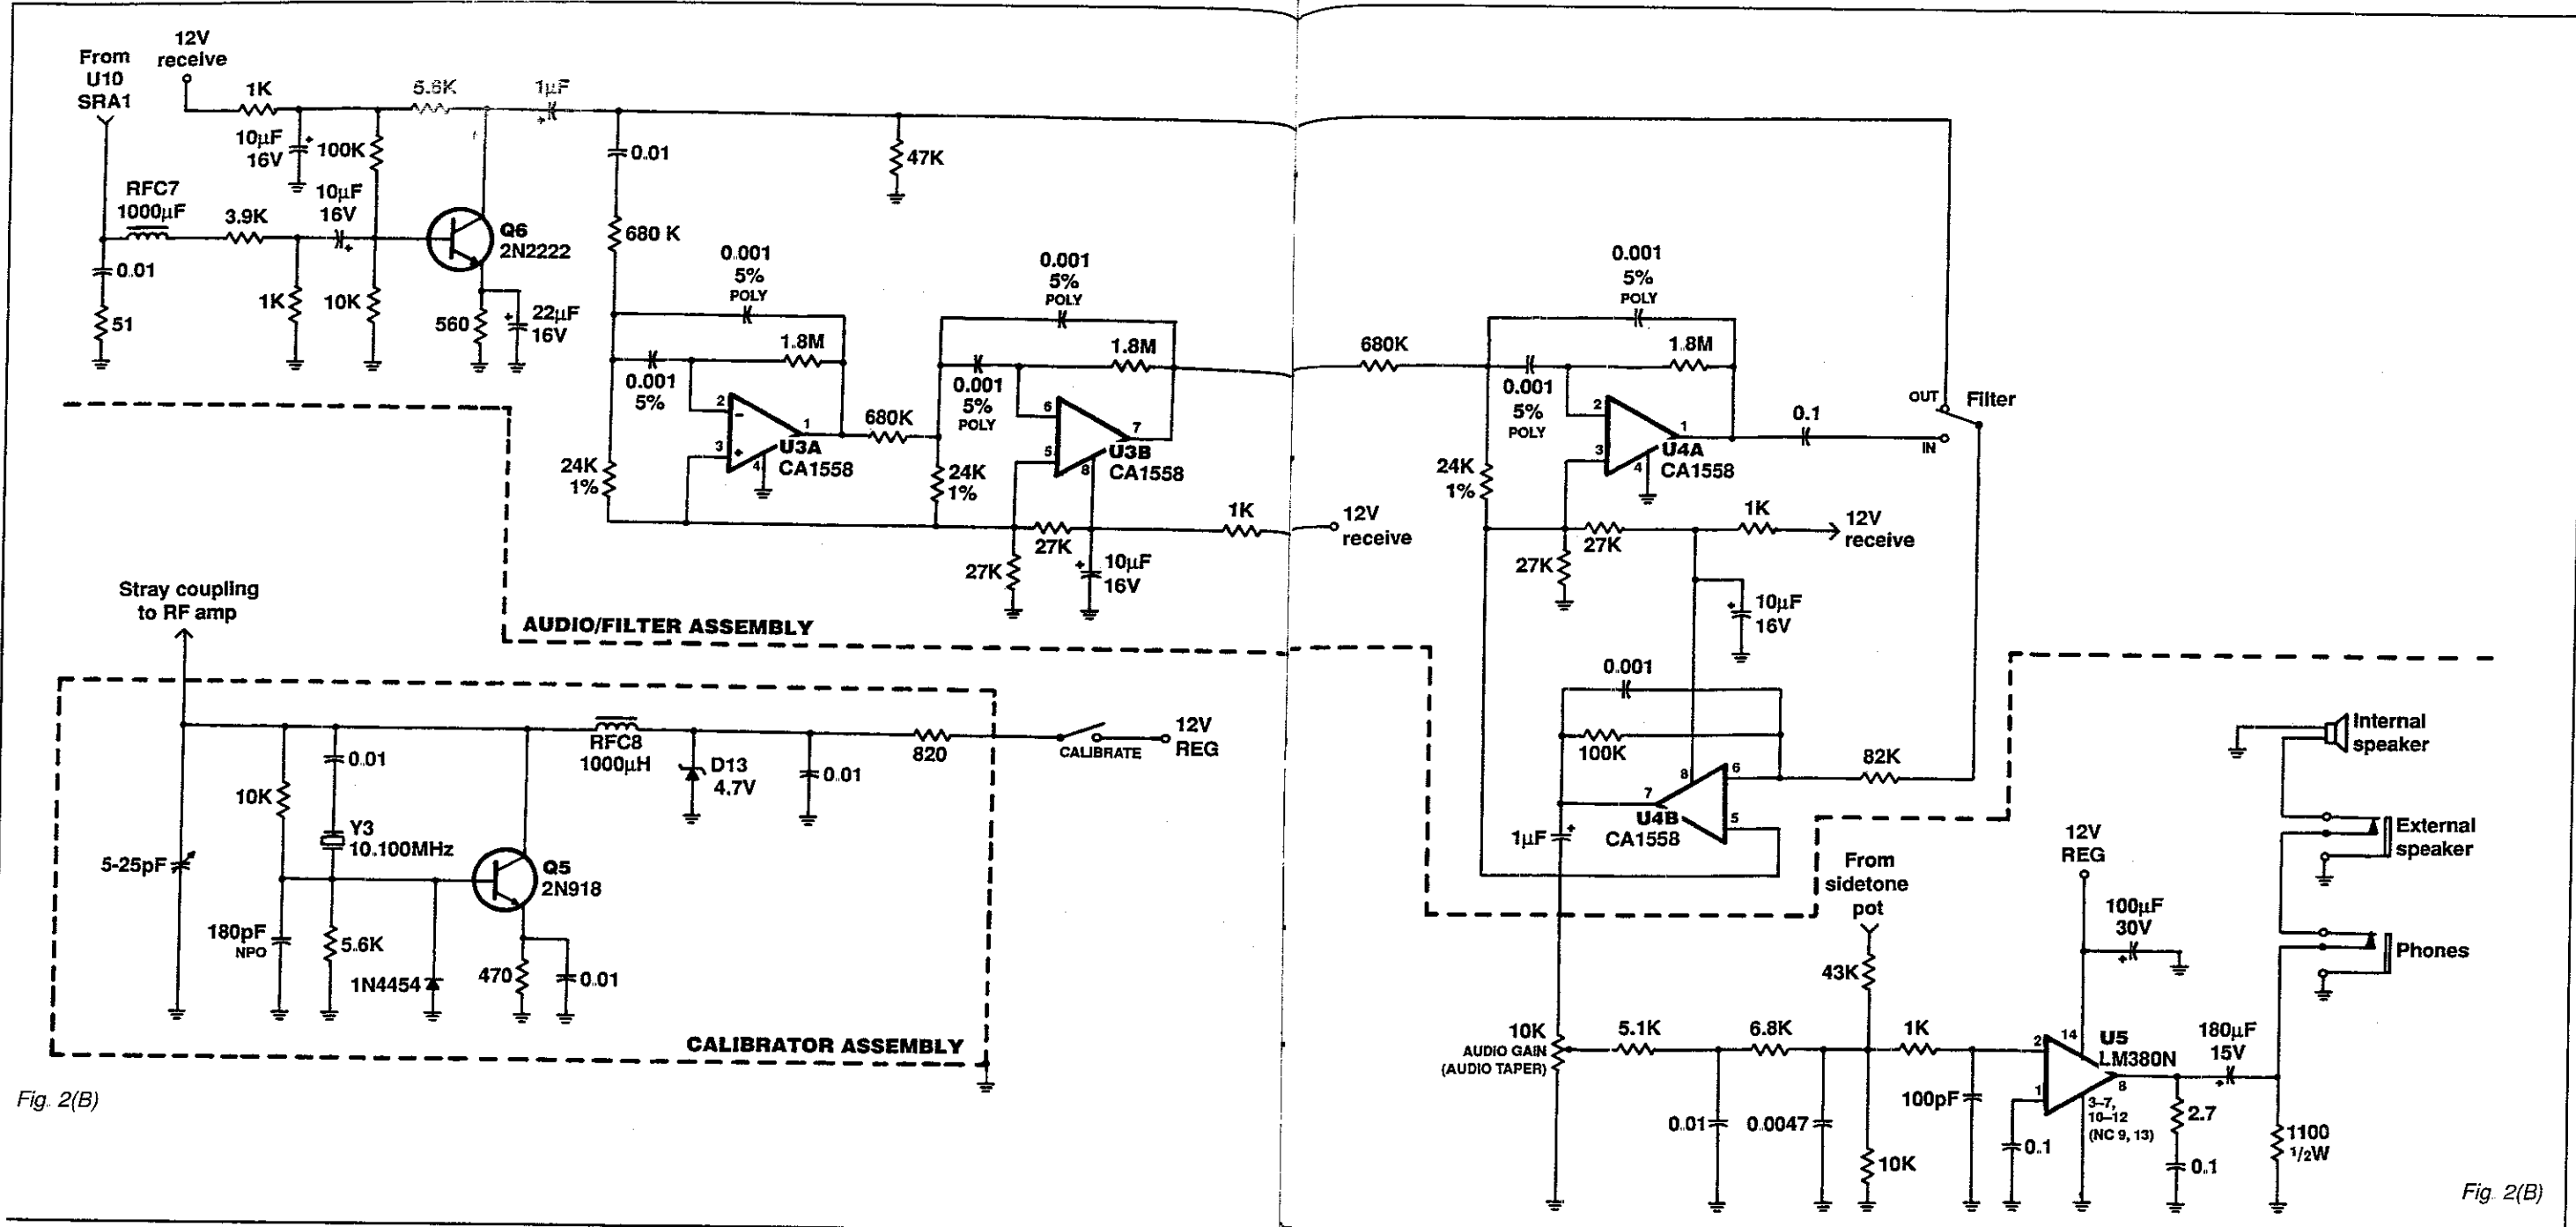 From
U10
SRA1
12V
receive
1K
10µF
16V
100K
5.6K
1µF
RFC7
1000µF
3.9K
10µF
16V
0.01
51
1K
10K
Q6
2N2222
560
22µF
16V
0.01
680 K
47K
0.001
5%
POLY
1.8M
0.001
5%
2
3
1
4
U3A
CA1558
24K
1%
680K
0.001
5%
POLY
1.8M
0.001
5%
POLY
6
5
7
8
U3B
CA1558
24K
1%
27K
27K
10µF
16V
1K
12V
receive
680K
0.001
5%
POLY
1.8M
0.001
5%
POLY
2
3
1
4
U4A
CA1558
24K
1%
0.1
OUT
IN
Filter
27K
27K
1K
12V
receive
10µF
16V
AUDIO/FILTER ASSEMBLY
0.001
100K
82K
7
8
6
5
U4B
CA1558
1µF
Stray coupling
to RF amp
5-25pF
10K
0.01
Y3
10.100MHz
180pF
NPO
5.6K
1N4454
Q5
2N918
470
0.01
RFC8
1000µH
D13
4.7V
0.01
820
CALIBRATE
12V
REG
CALIBRATOR ASSEMBLY
From
sidetone
pot
43K
10K
AUDIO GAIN
(AUDIO TAPER)
5.1K
6.8K
1K
0.01
0.0047
10K
100pF
12V
REG
100µF
30V
2
1
14
8
U5
LM380N
3–7,
10–12
(NC 9, 13)
0.1
2.7
0.1
180µF
15V
1100
1/2W
Internal
speaker
External
speaker
Phones
Fig. 2(B)
Fig. 2(B)